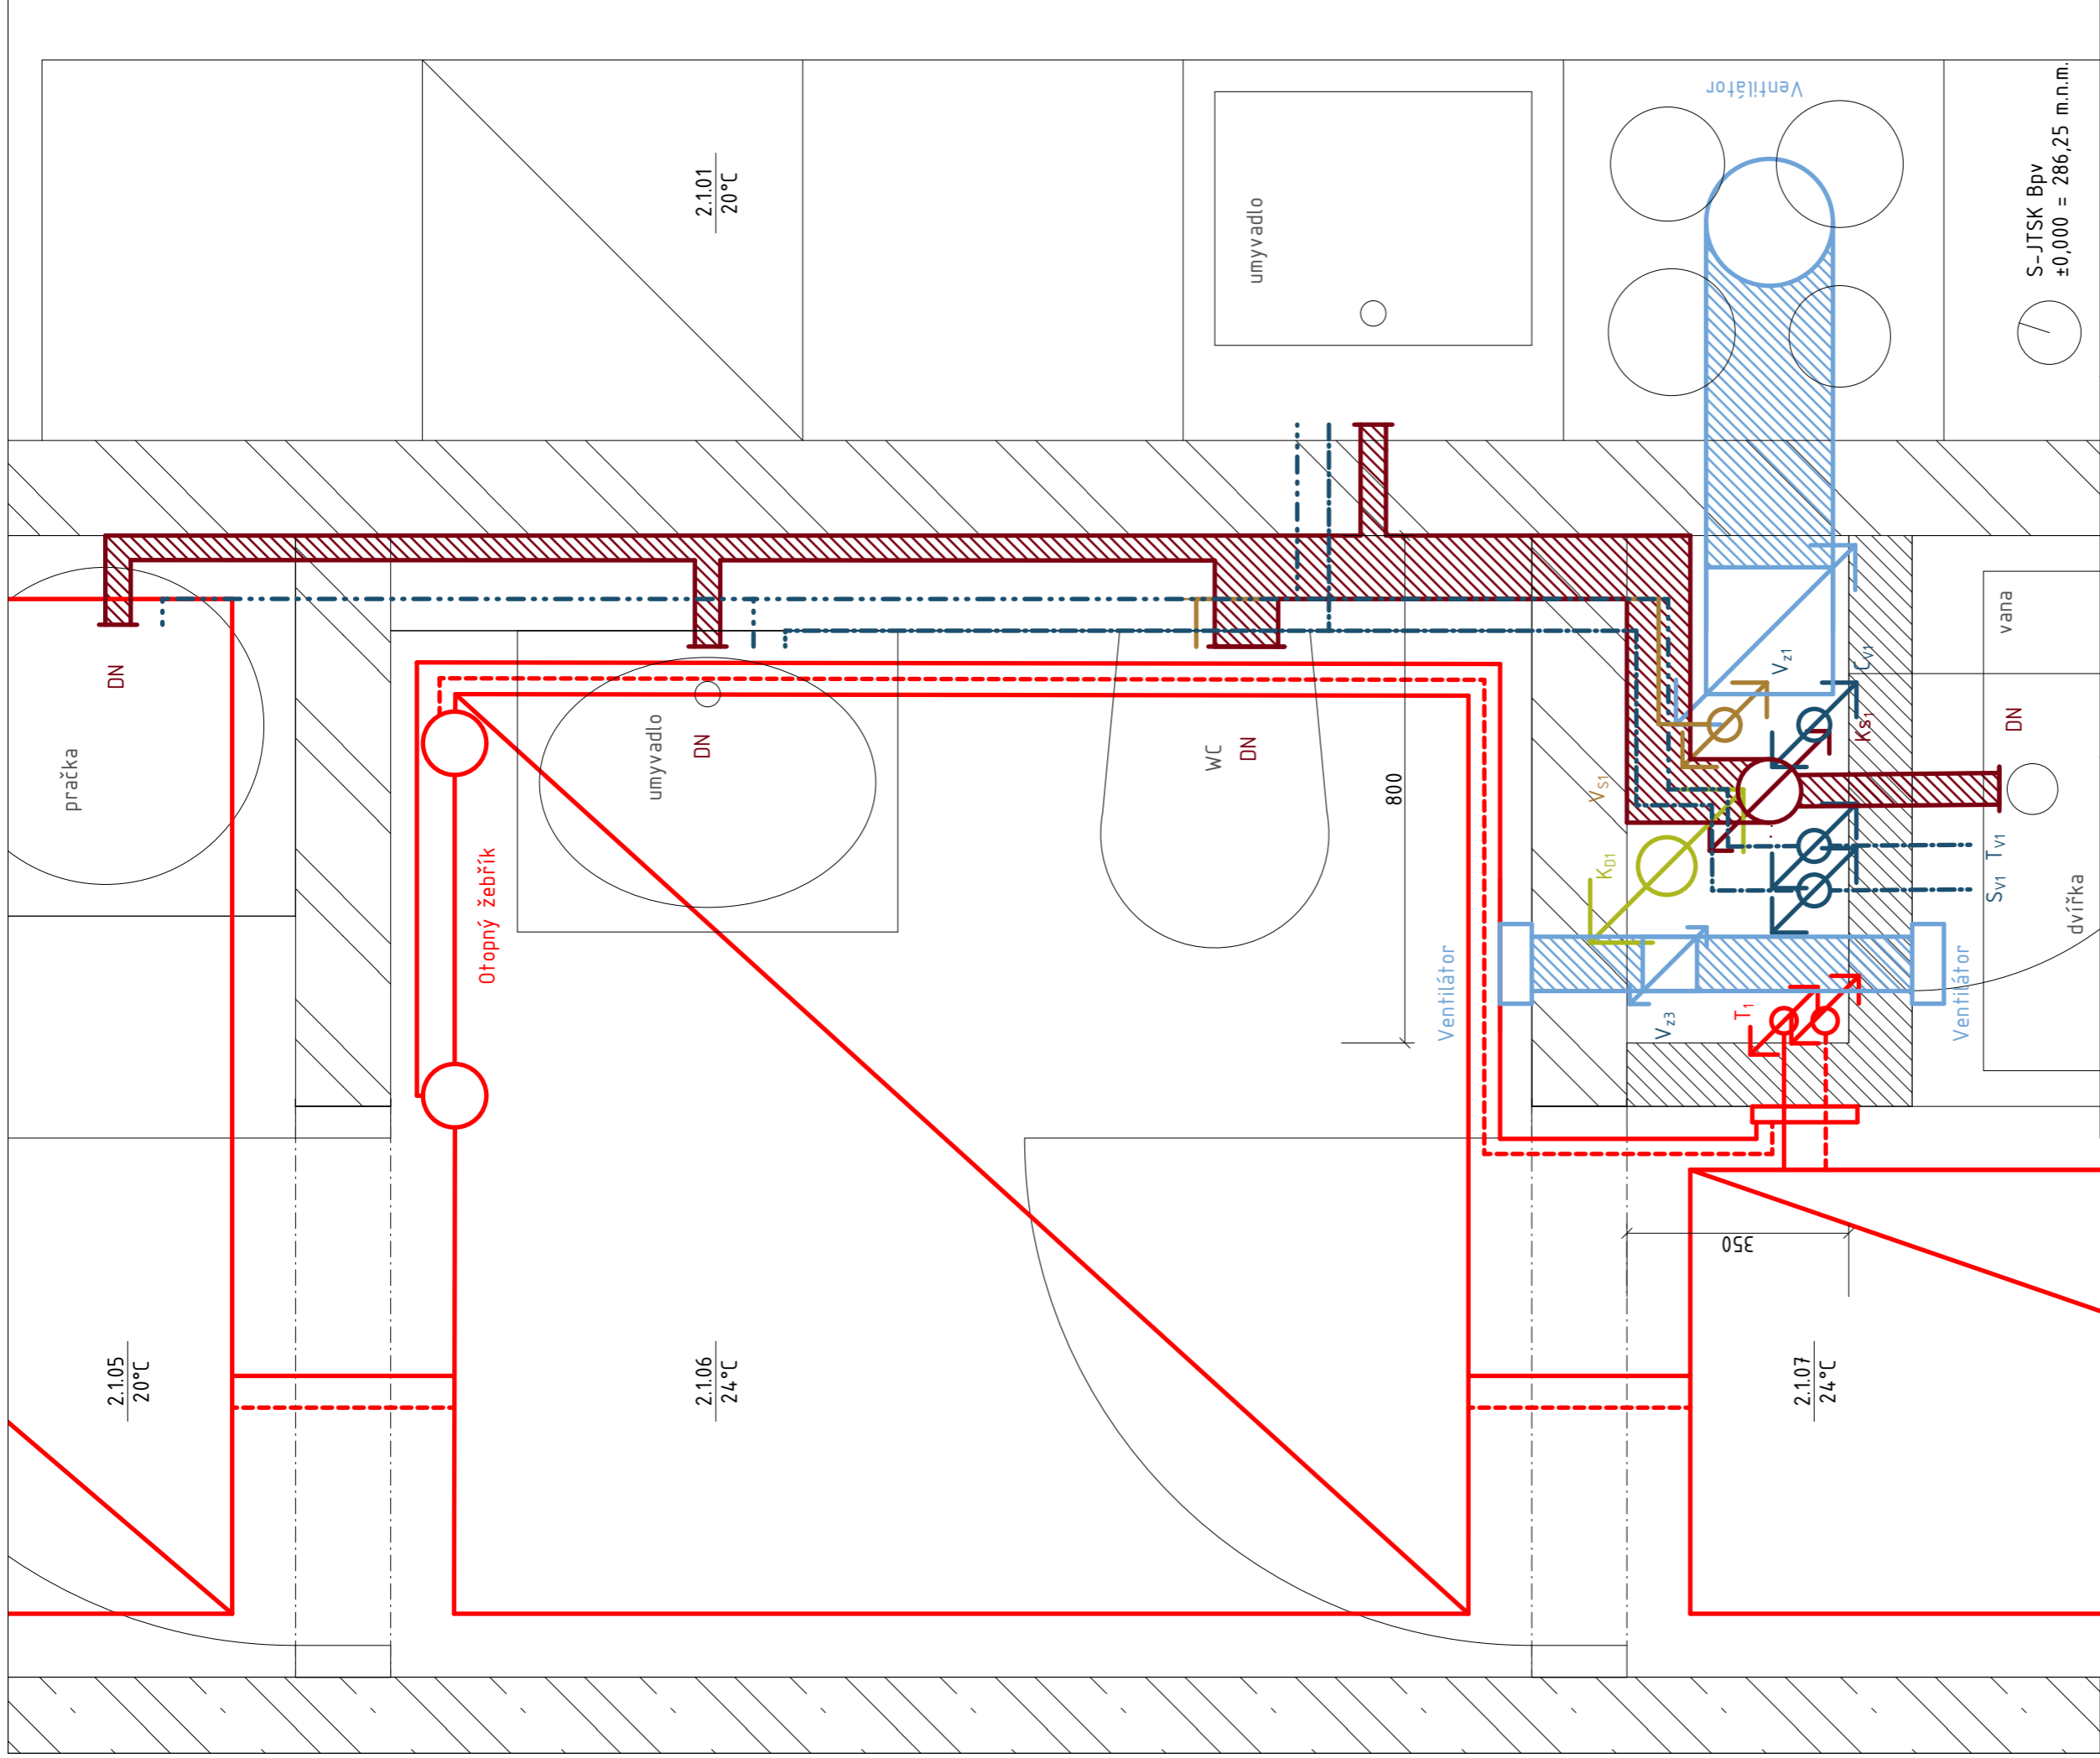 pračka
DN
2.1.05
20°C
Otopný žebřík
umyvadlo
DN
2.1.01
20°C
2.1.06
24°C
WC
DN
umyvadlo
800
Ventilátor
Ventilátor
VS1
KD1
Vz3
T1
350
Vz1
CV1
KS1
2.1.07
24°C
Ventilátor
SV1 TV1
vana
DN
dvířka
S-JTSK Bpv
±0,000 = 286,25 m.n.m.